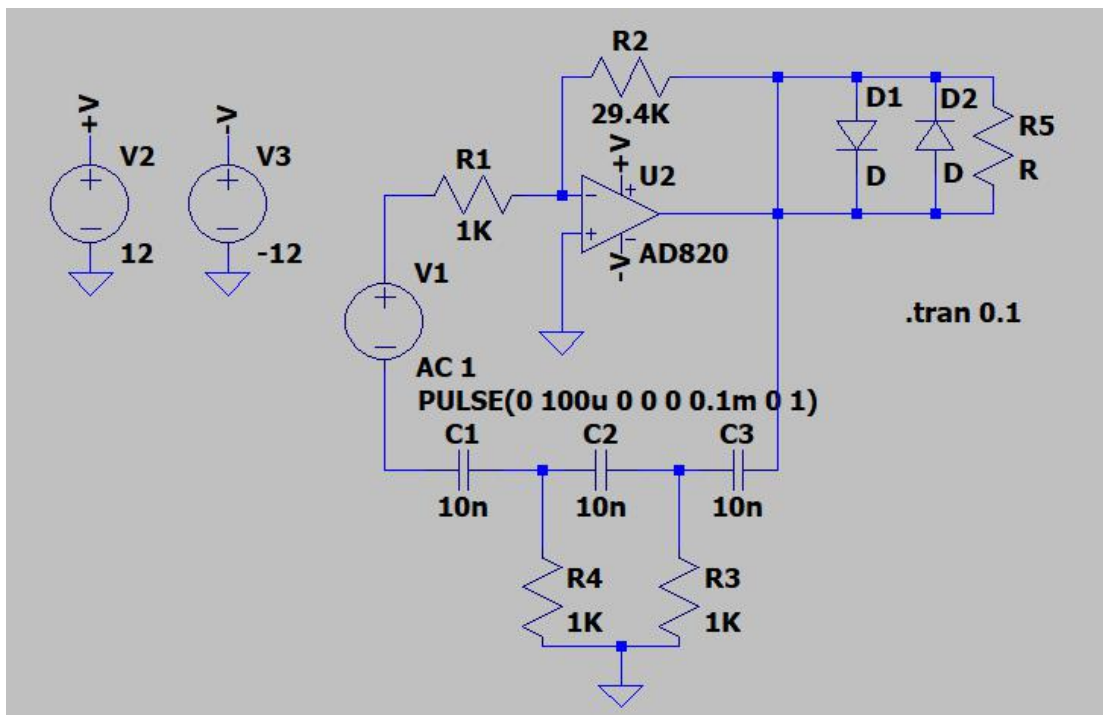 R2
29.4K
+V
V2
12
-V
V3
-12
R1
1K
+V
U2
-V
AD820
D1
D
D2
D
R5
R
V1
AC 1
PULSE(0 100u 0 0 0 0.1m 0 1)
.tran 0.1
C1
10n
C2
10n
C3
10n
R4
1K
R3
1K